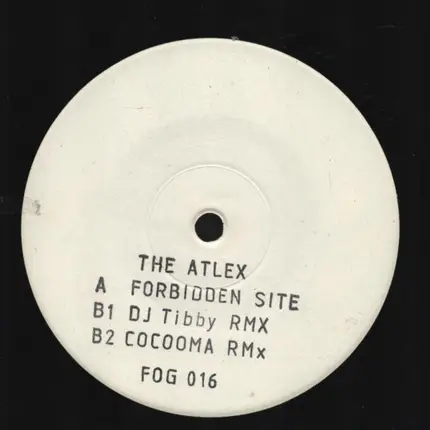 THE ATLEX
A FORBIDDEN SITE
B1 DJ Tibby RMX
B2 COCOOMA RMx
FOG 016